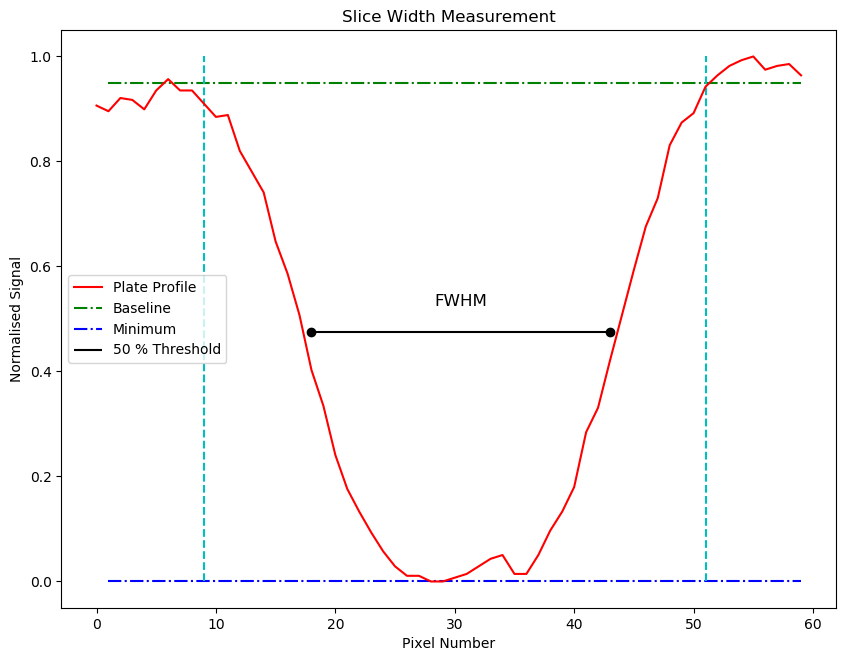 Slice Width Measurement
Normalised Signal
1.0
0.8
0.6
0.4
0.2
0.0
FWHM
Plate Profile
Baseline
Minimum
50 % Threshold
0 10 20 30 40 50 60
Pixel Number